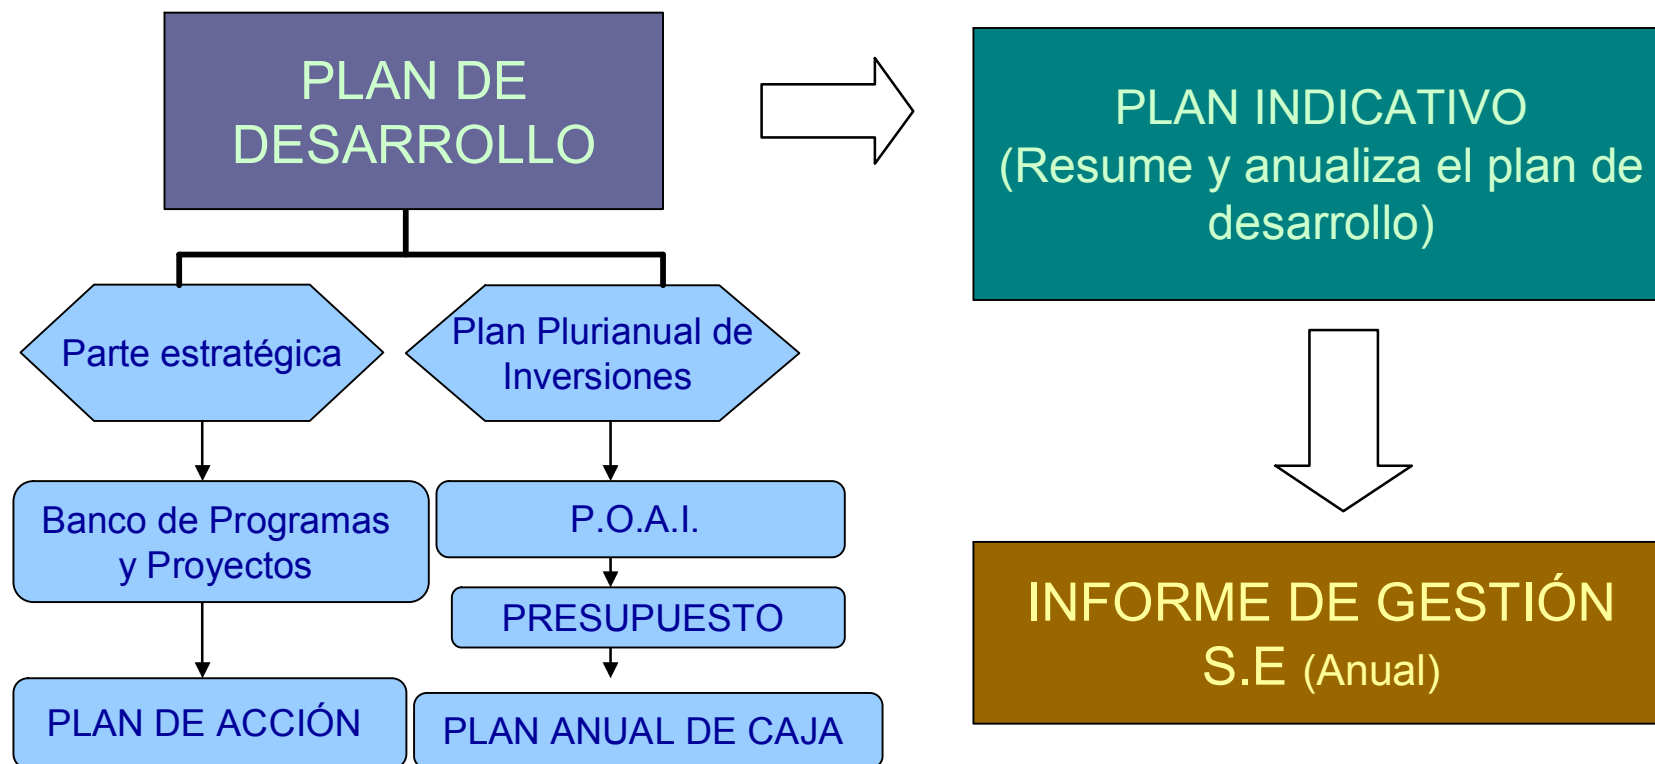 PLAN DE
DESARROLLO
PLAN INDICATIVO
(Resume y anualiza el plan de
desarrollo)
Parte estratégica
Plan Plurianual de
Inversiones
Banco de Programas
y Proyectos
P.O.A.I.
PRESUPUESTO
PLAN DE ACCIÓN
PLAN ANUAL DE CAJA
INFORME DE GESTIÓN
S.E (Anual)